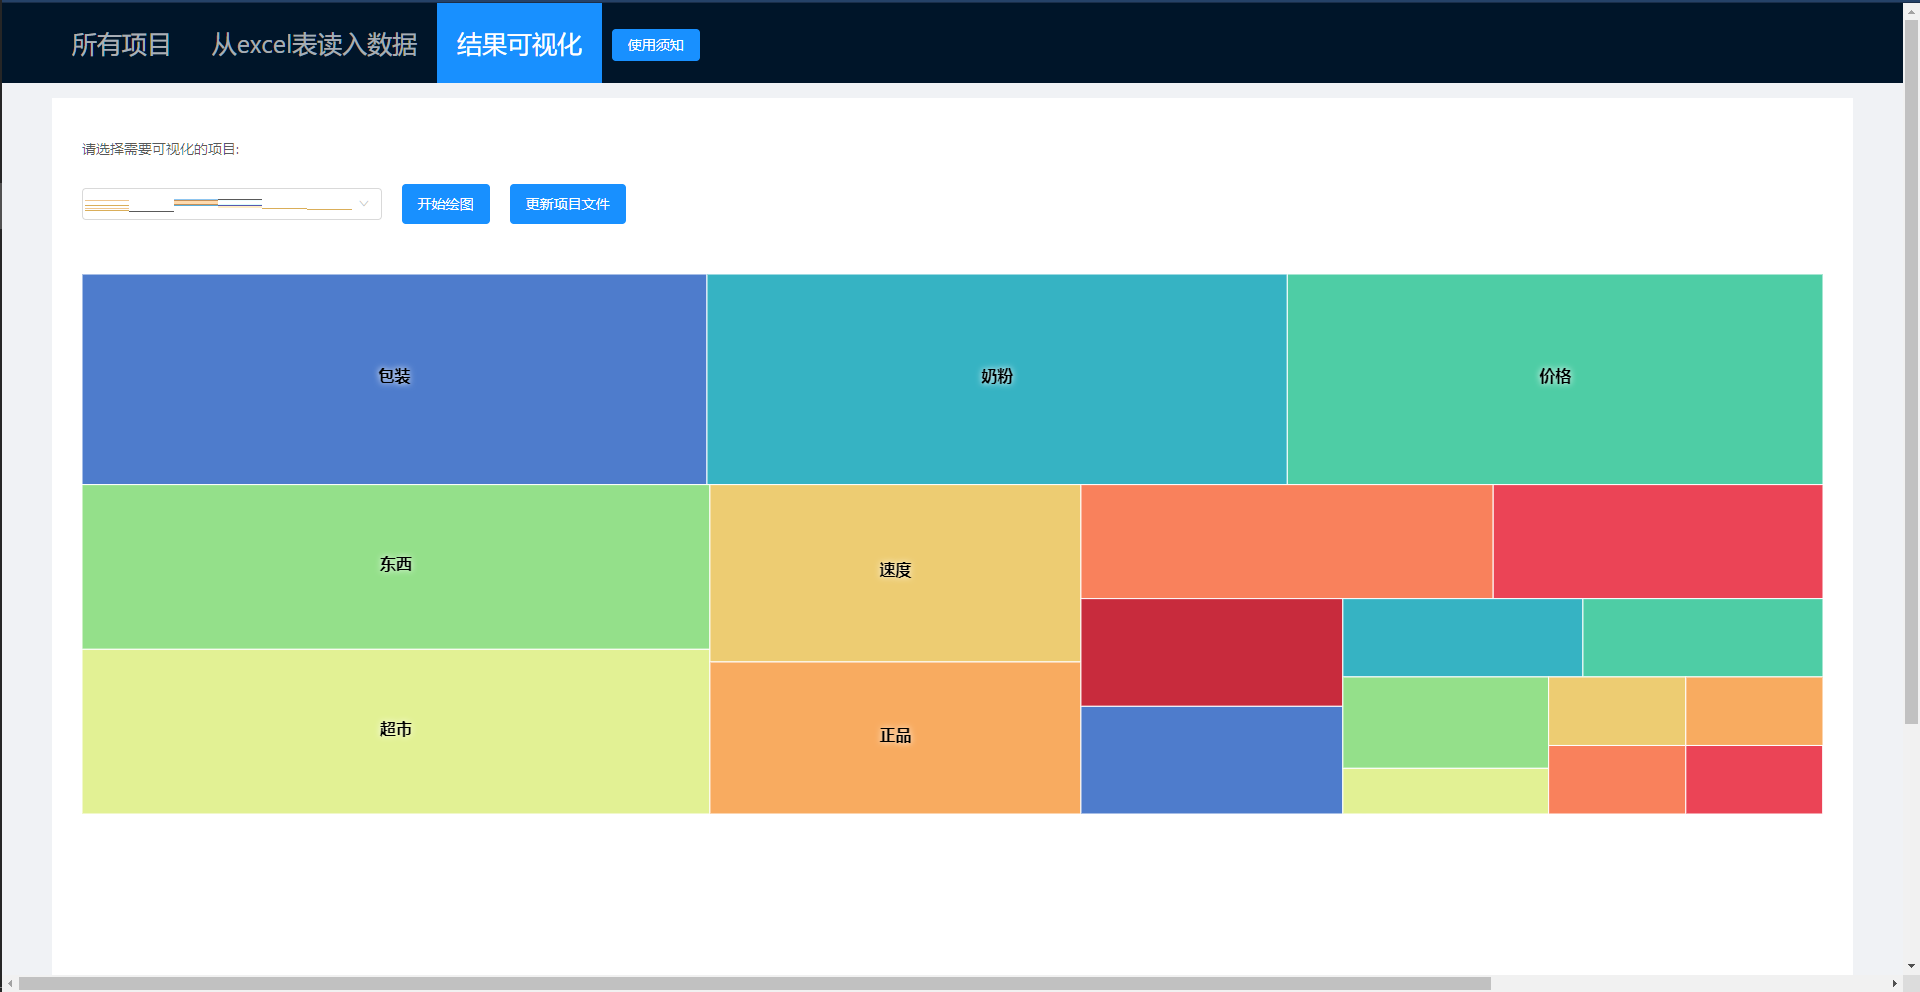 所有项目
从excel表读入数据
结果可视化
使用须知
请选择需要可视化的项目:
开始绘图
更新项目文件
包装
奶粉
价格
东西
速度
超市
正品